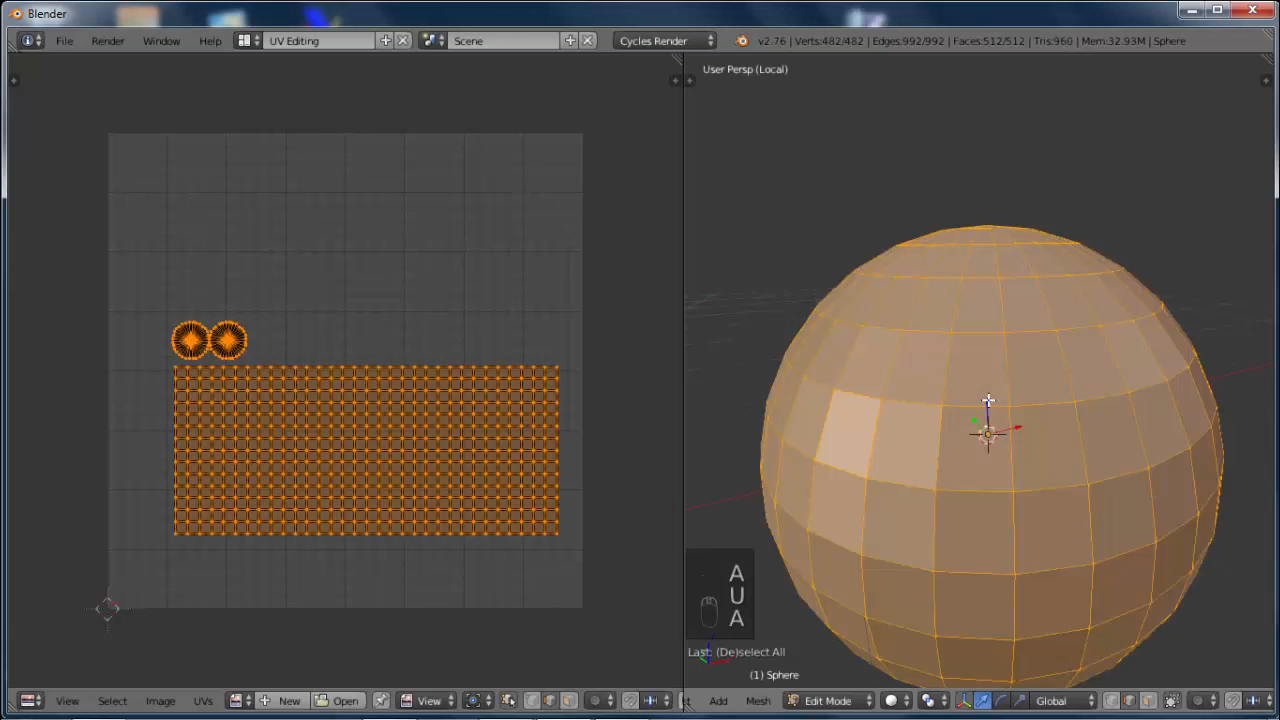 Blender
File Render Window Help UV Editing Scene Cycles Render v2.76 | Verts:482/482 | Edges:992/992 | Faces:512/512 | Tris:960 | Mem:32.93M | Sphere
User Persp (Local)
A
U
A
Last: (De)select All
(1) Sphere
View Select Image UVs New Open View Add Mesh Edit Mode Global